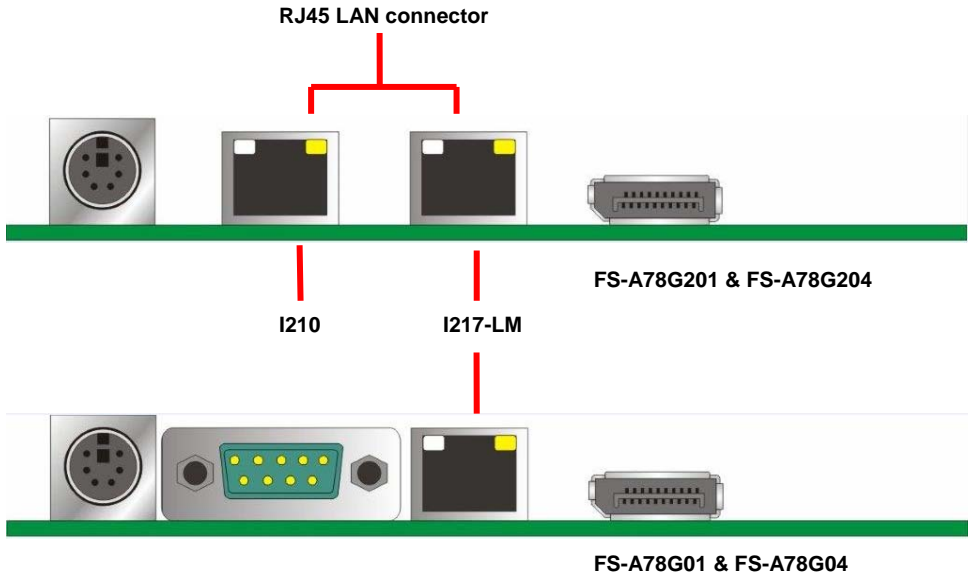 RJ45 LAN connector
FS-A78G201 & FS-A78G204
I210
I217-LM
FS-A78G01 & FS-A78G04